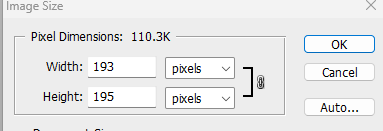 Image Size
Pixel Dimensions: 110.3K
OK
Width: 193 pixels
Cancel
Height: 195 pixels
Auto...